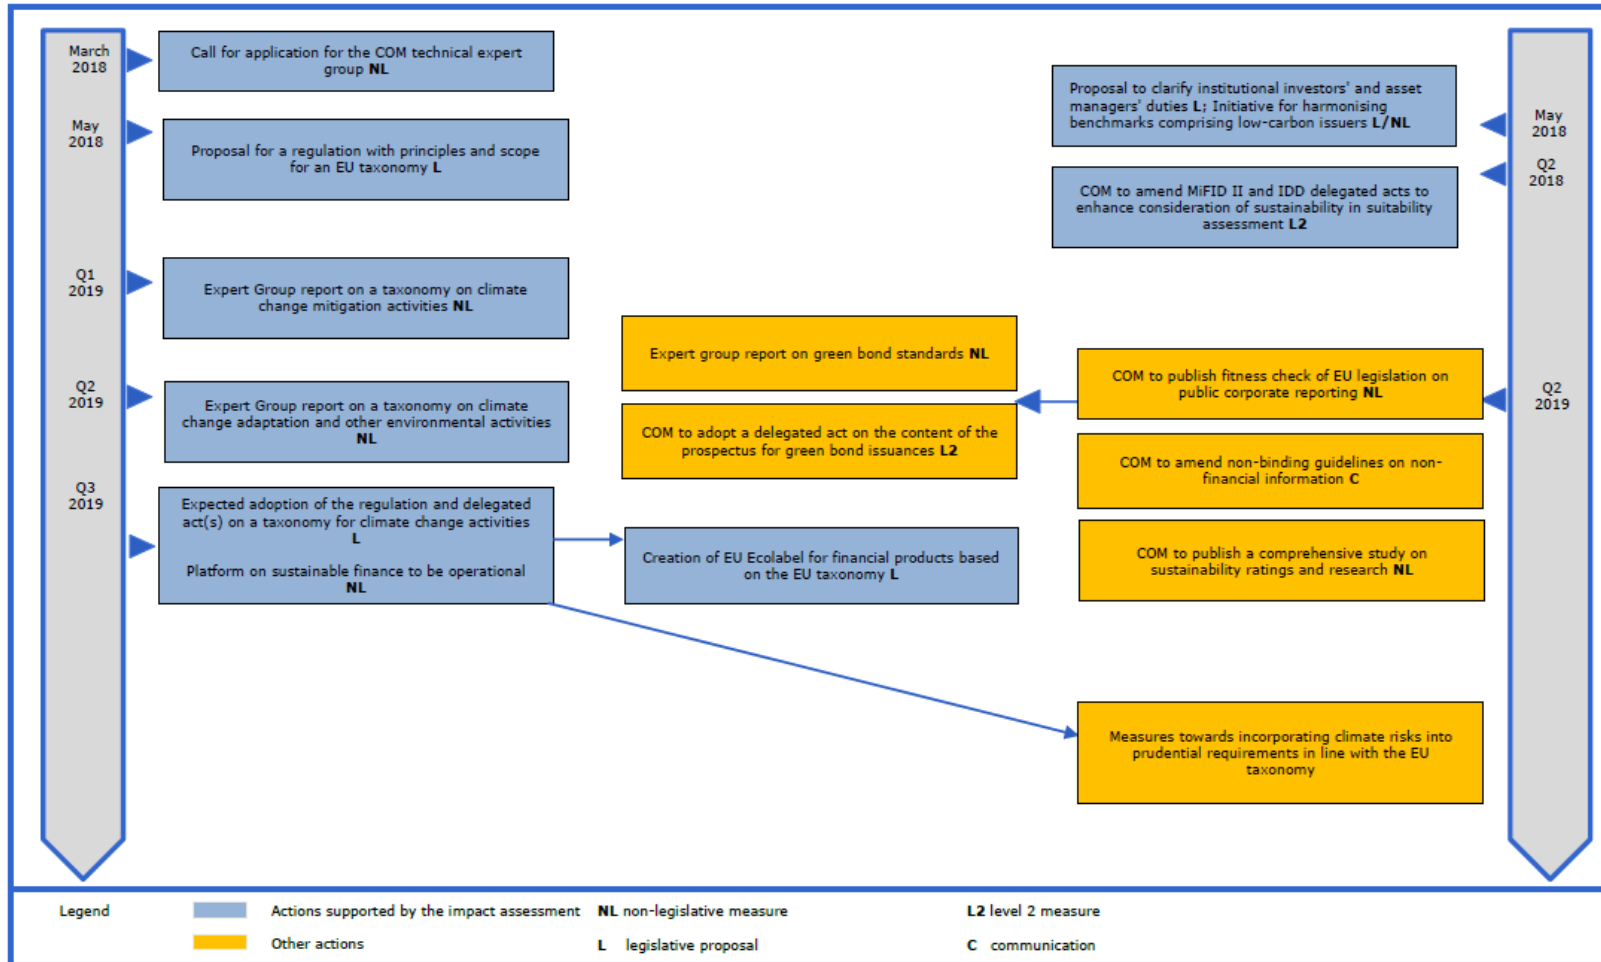 March
2018
Call for application for the COM technical expert
group NL
May
2018
Proposal for a regulation with principles and scope
for an EU taxonomy L
Q1
2019
Expert Group report on a taxonomy on climate
change mitigation activities NL
Q2
2019
Expert Group report on a taxonomy on climate
change adaptation and other environmental activities
NL
Q3
2019
Expected adoption of the regulation and delegated
act(s) on a taxonomy for climate change activities
L
Platform on sustainable finance to be operational
NL
Expert group report on green bond standards NL
COM to adopt a delegated act on the content of the
prospectus for green bond issuances L2
Creation of EU Ecolabel for financial products based
on the EU taxonomy L
Proposal to clarify institutional investors' and asset
managers' duties L; Initiative for harmonising
benchmarks comprising low-carbon issuers L/NL
May
2018
COM to amend MiFID II and IDD delegated acts to
enhance consideration of sustainability in suitability
assessment L2
Q2
2018
COM to publish fitness check of EU legislation on
public corporate reporting NL
Q2
2019
COM to amend non-binding guidelines on non-
financial information C
COM to publish a comprehensive study on
sustainability ratings and research NL
Measures towards incorporating climate risks into
prudential requirements in line with the EU
taxonomy
Legend
Actions supported by the impact assessment
Other actions
NL non-legislative measure
L legislative proposal
L2 level 2 measure
C communication